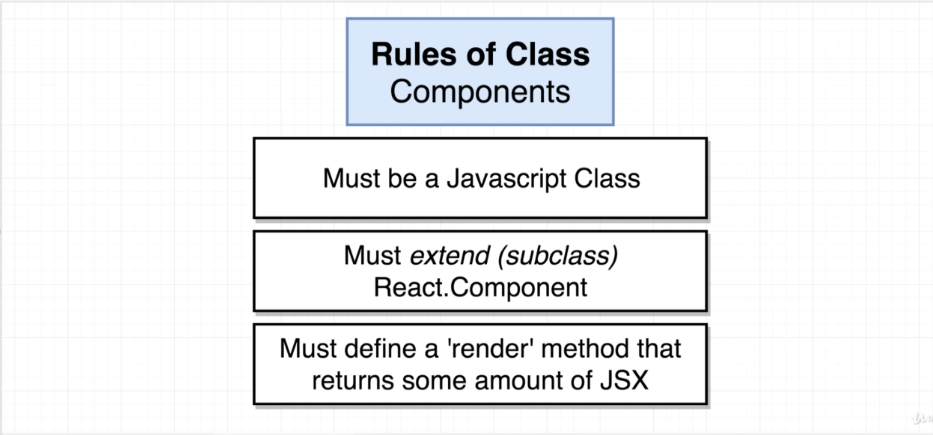 Rules of Class
Components
Must be a Javascript Class
Must extend (subclass)
React.Component
Must define a 'render' method that
returns some amount of JSX